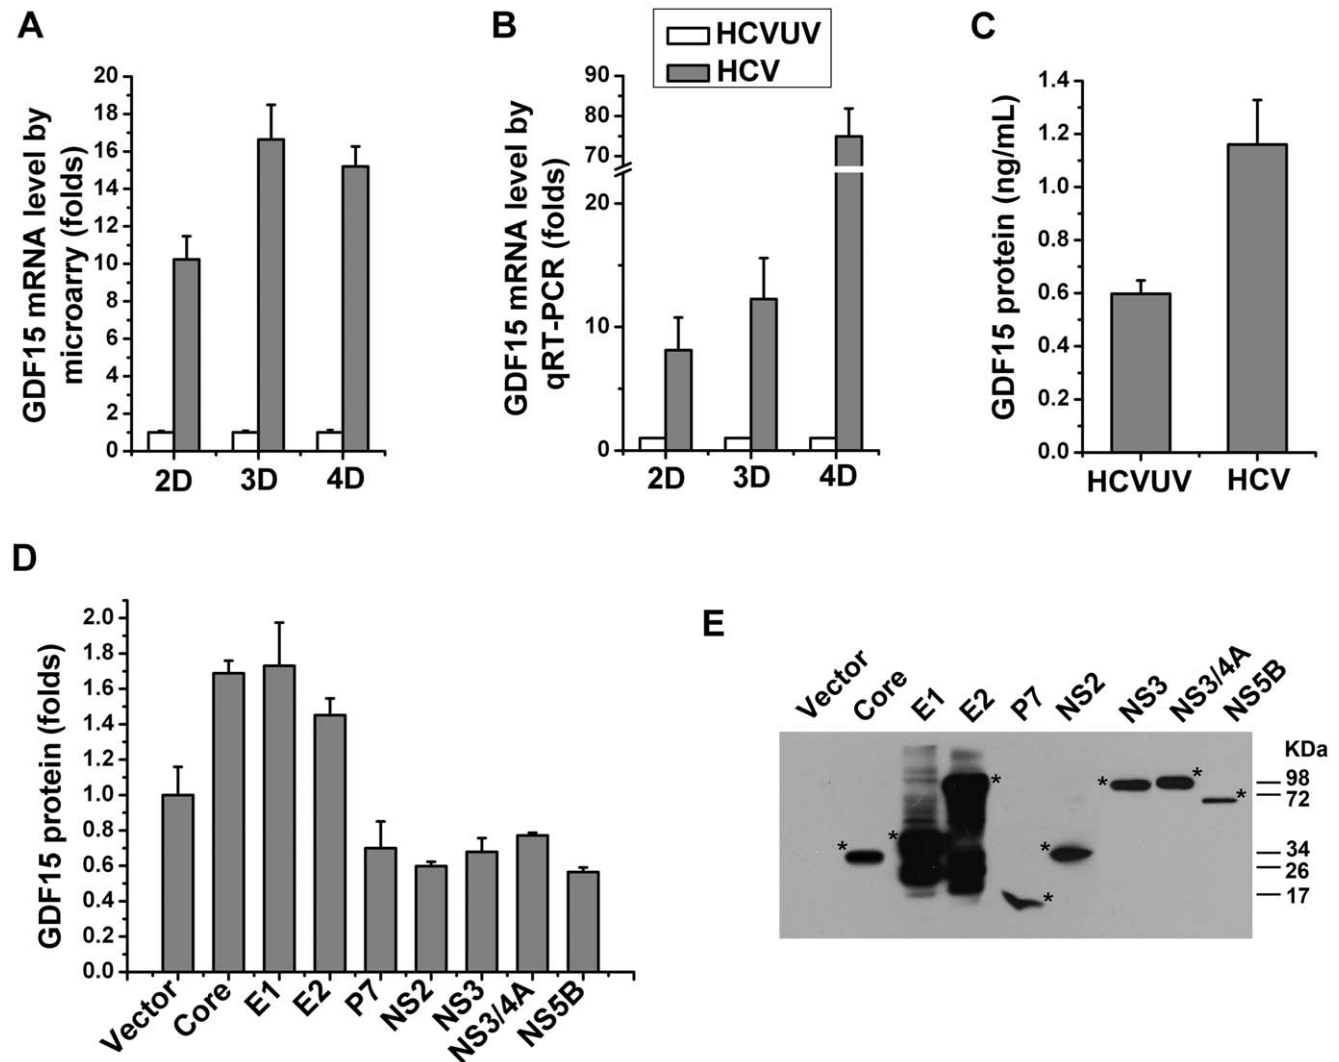 A
GDF15 mRNA level by
microarry (folds)
20
18
16
14
12
10
8
6
4
2
0
2D 3D 4D
B
HCVUV
HCV
GDF15 mRNA level by
qRT-PCR (folds)
90
80
70
20
10
0
2D 3D 4D
C
GDF15 protein (ng/mL)
1.4
1.2
1.0
0.8
0.6
0.4
0.2
0.0
HCVUV HCV
D
GDF15 protein (folds)
2.0
1.8
1.6
1.4
1.2
1.0
0.8
0.6
0.4
0.2
0.0
Vector Core E1 E2 P7 NS2 NS3 NS3/4A NS5B
E
Vector Core E1 E2 P7 NS2 NS3 NS3/4A NS5B
KDa
98
72
34
26
17
* * * * * * * *